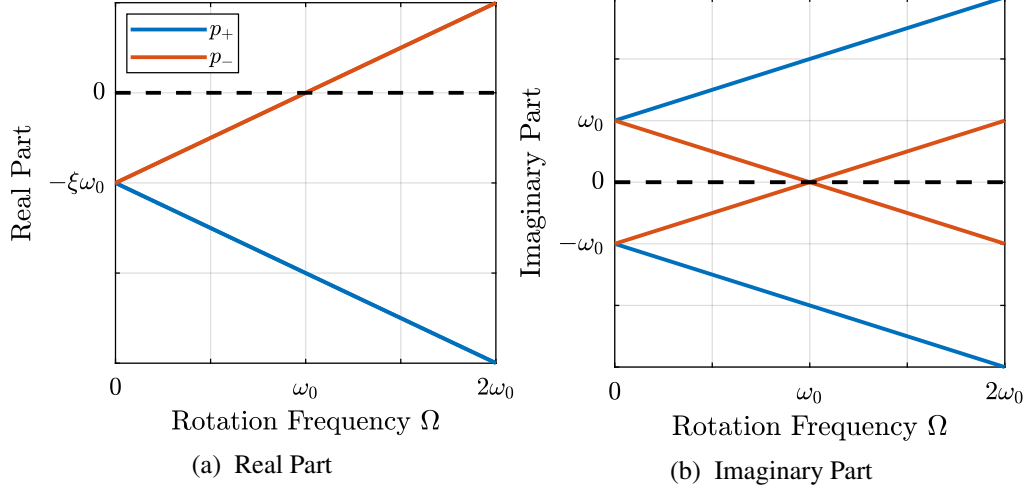 p₊
p₋
0
−ξω₀
Real Part
0
ω₀
2ω₀
Rotation Frequency Ω
(a) Real Part
ω₀
0
−ω₀
Imaginary Part
0
ω₀
2ω₀
Rotation Frequency Ω
(b) Imaginary Part